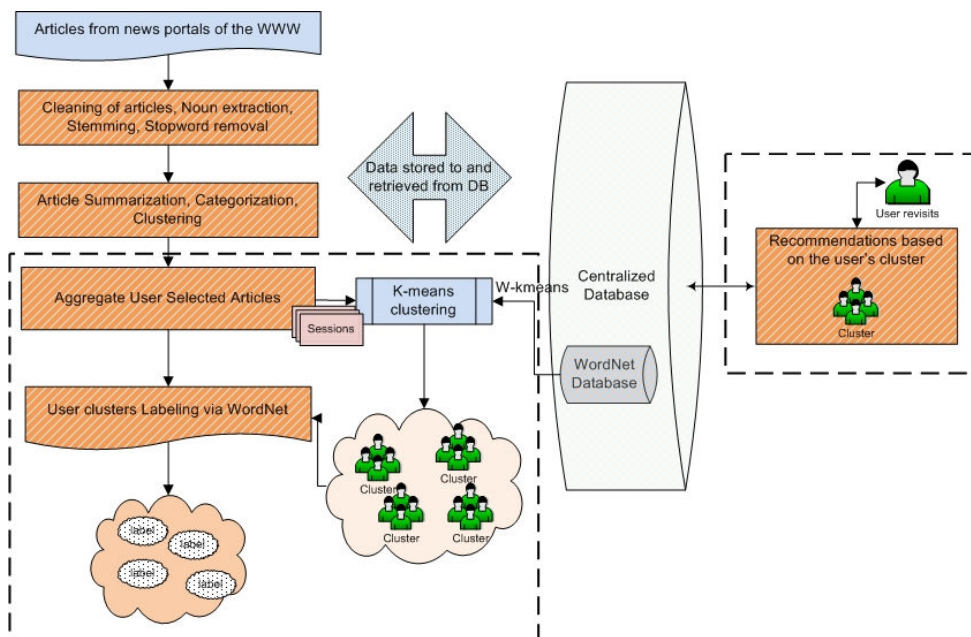 Articles from news portals of the WWW
Cleaning of articles, Noun extraction,
Stemming, Stopword removal
Article Summarization, Categorization,
Clustering
Data stored to and
retrieved from DB
Aggregate User Selected Articles
Sessions
K-means
clustering
W-kmeans
Centralized
Database
WordNet
Database
User revisits
Recommendations based
on the user's cluster
Cluster
User clusters Labeling via WordNet
Cluster
Cluster
Cluster
Cluster
label
label
label
label